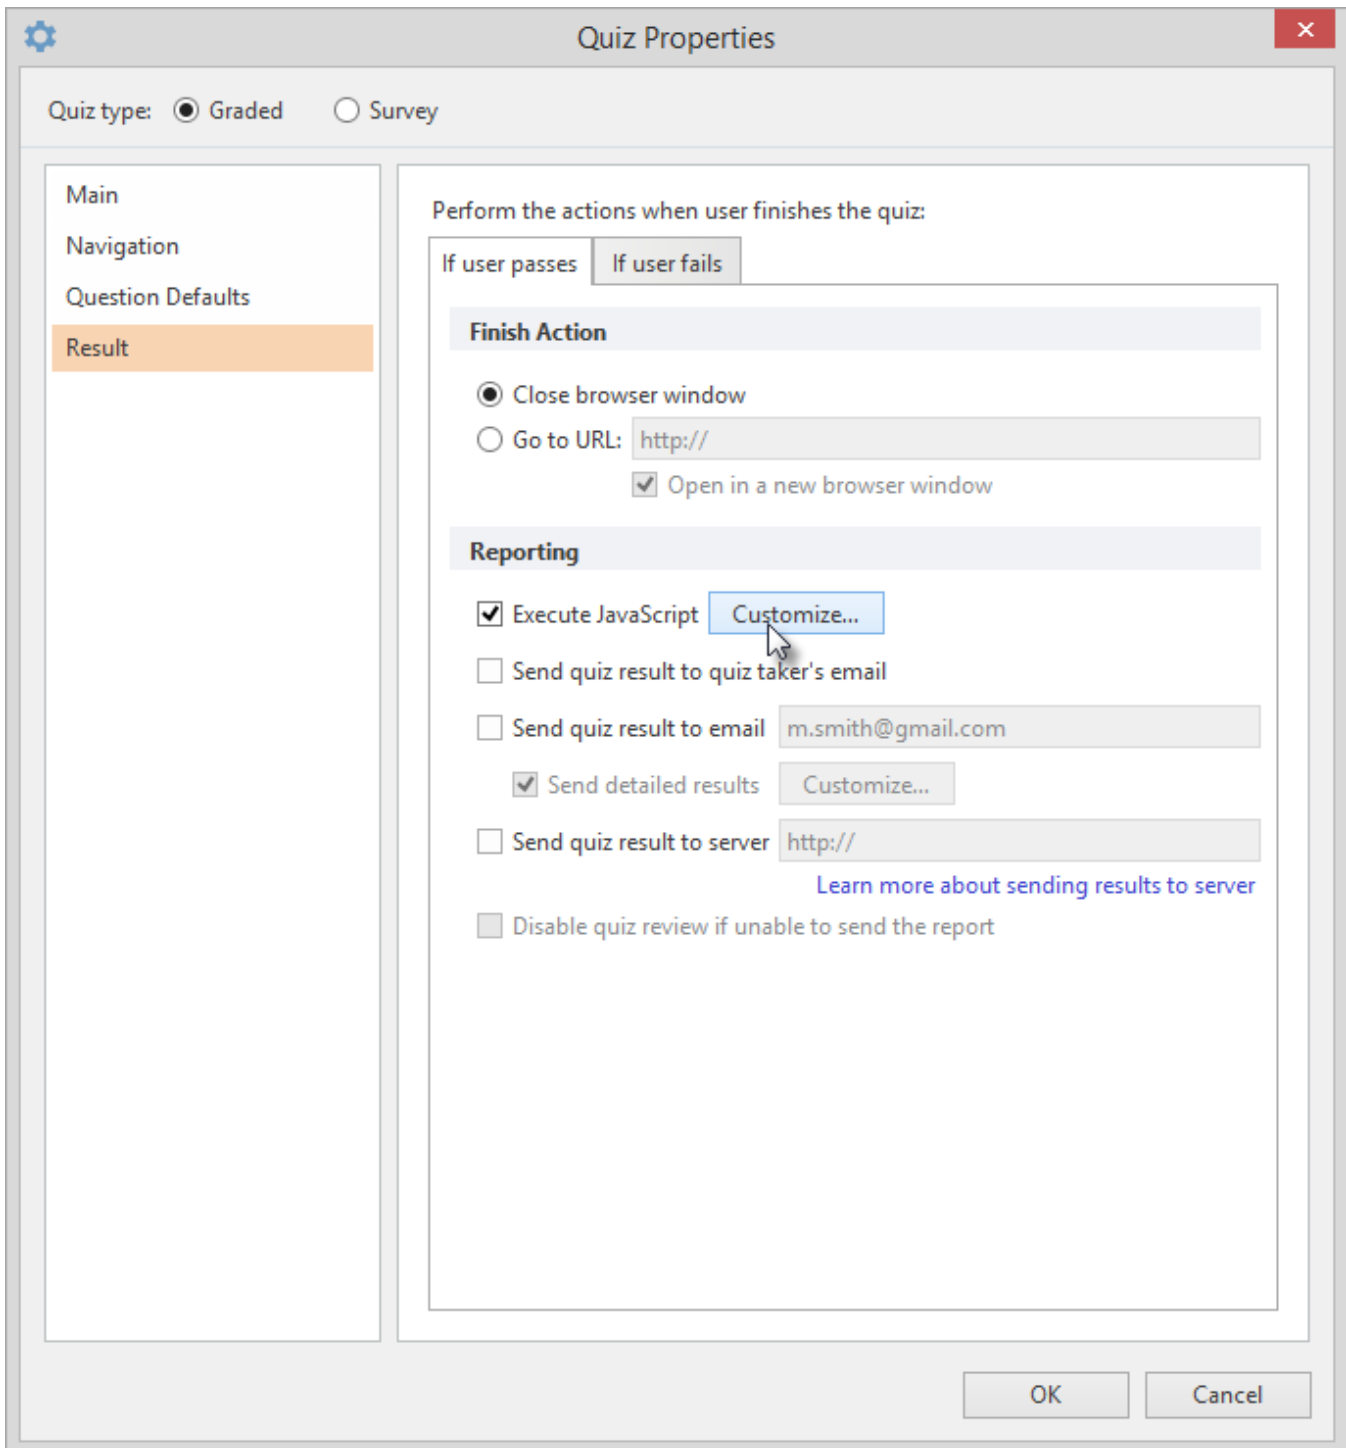 Quiz Properties
Quiz type: Graded Survey
Main
Navigation
Question Defaults
Result
Perform the actions when user finishes the quiz:
If user passes If user fails
Finish Action
Close browser window
Go to URL: http://
Open in a new browser window
Reporting
Execute JavaScript Customize...
Send quiz result to quiz taker's email
Send quiz result to email m.smith@gmail.com
Send detailed results Customize...
Send quiz result to server http://
Learn more about sending results to server
Disable quiz review if unable to send the report
OK Cancel